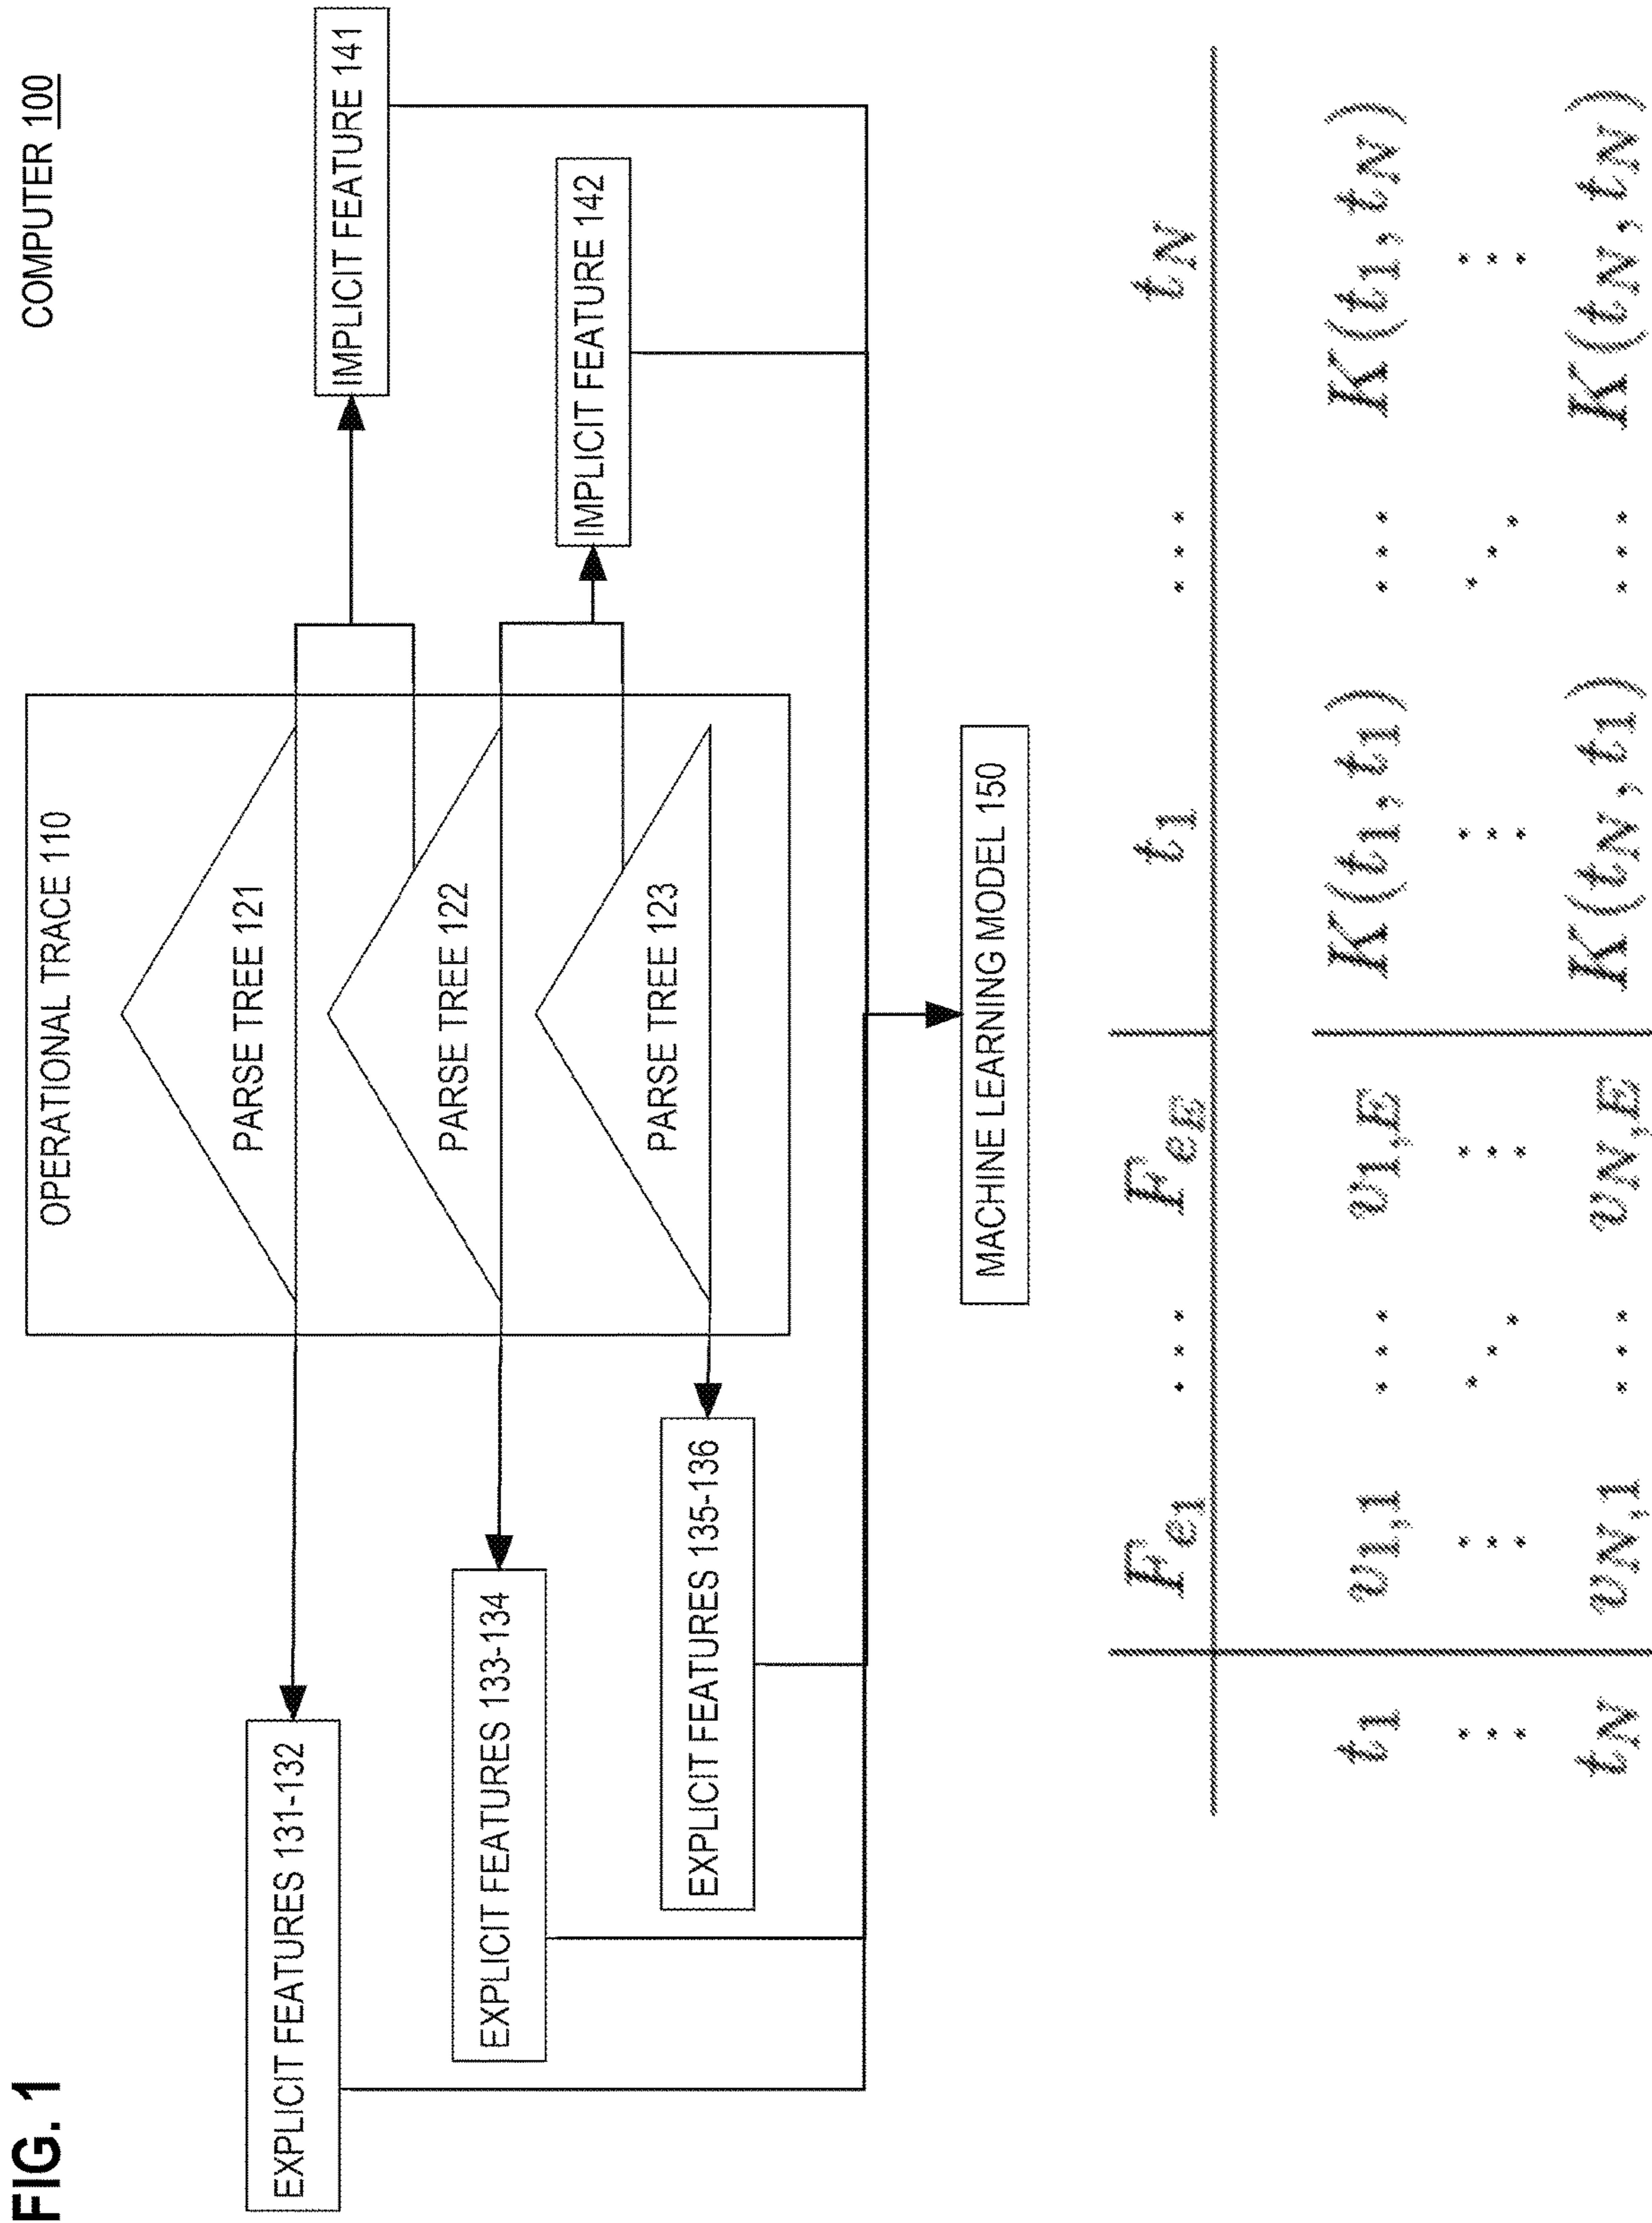 FIG. 1
COMPUTER 100
OPERATIONAL TRACE 110
PARSE TREE 121
PARSE TREE 122
PARSE TREE 123
EXPLICIT FEATURES 131-132
EXPLICIT FEATURES 133-134
EXPLICIT FEATURES 135-136
IMPLICIT FEATURE 141
IMPLICIT FEATURE 142
MACHINE LEARNING MODEL 150
F_{e_1} ... F_{e_E} t_1 ... t_N
t_1 v_{1,1} ... v_{1,E} K(t_1, t_1) ... K(t_1, t_N)
⋮ ⋮ ⋱ ⋮ ⋮ ⋱ ⋮
t_N v_{N,1} ... v_{N,E} K(t_N, t_1) ... K(t_N, t_N)